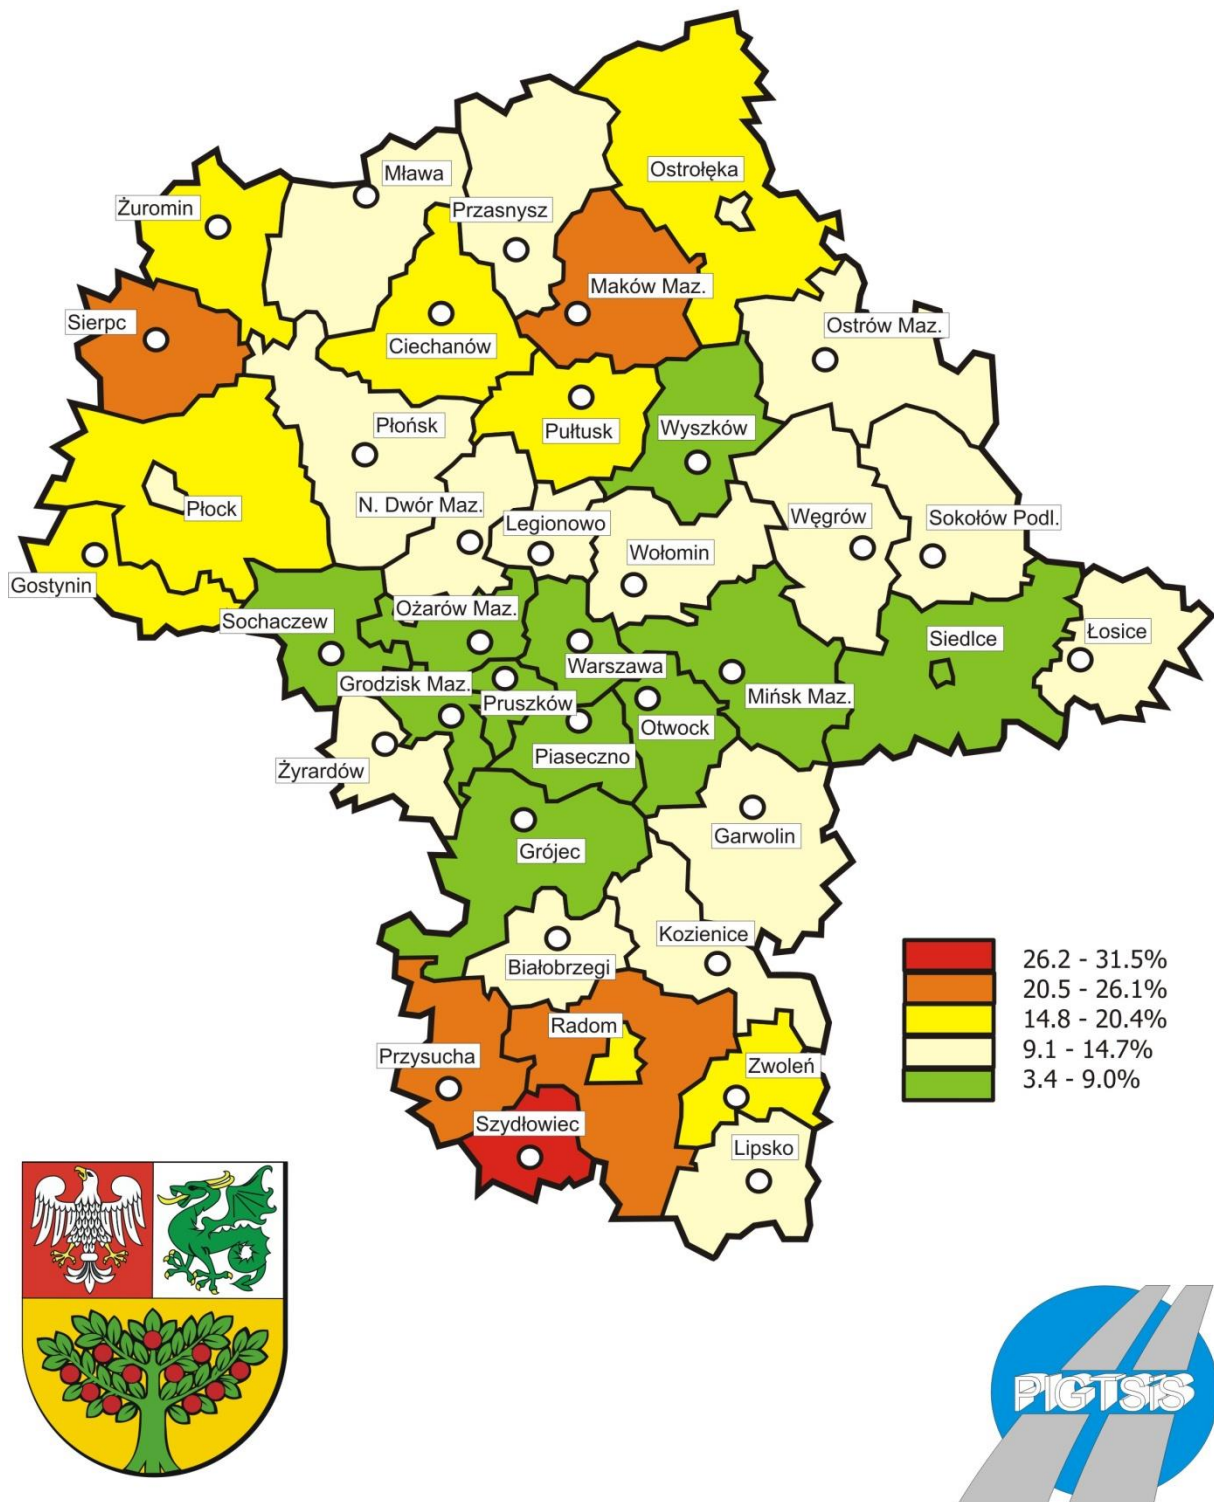 Mława
Ostrołęka
Żuromin
Przasnysz
Maków Maz.
Sierpc
Ostrów Maz.
Ciechanów
Płońsk
Pułtusk
Wyszków
N. Dwór Maz.
Płock
Legionowo
Węgrów
Sokołów Podl.
Wołomin
Gostynin
Sochaczew
Ożarów Maz.
Warszawa
Siedlce
Łosice
Grodzisk Maz.
Pruszków
Mińsk Maz.
Otwock
Piaseczno
Żyrardów
Garwolin
Grójec
Kozienice
Białobrzegi
Radom
Przysucha
Zwoleń
Szydłowiec
Lipsko
26.2 - 31.5%
20.5 - 26.1%
14.8 - 20.4%
9.1 - 14.7%
3.4 - 9.0%
PIGTSiS